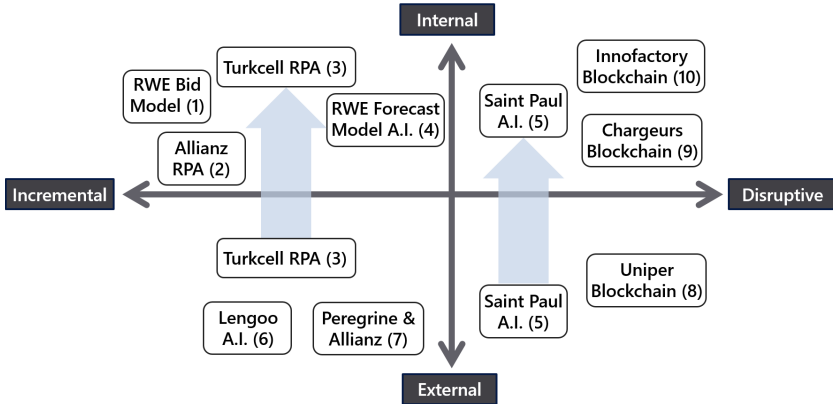 Internal
Turkcell RPA (3)
RWE Bid
Model (1)
RWE Forecast
Model A.I. (4)
Allianz
RPA (2)
Innofactory
Blockchain (10)
Saint Paul
A.I. (5)
Chargeurs
Blockchain (9)
Incremental
Disruptive
Turkcell RPA (3)
Lengoo
A.I. (6)
Peregrine &
Allianz (7)
Saint Paul
A.I. (5)
Uniper
Blockchain (8)
External